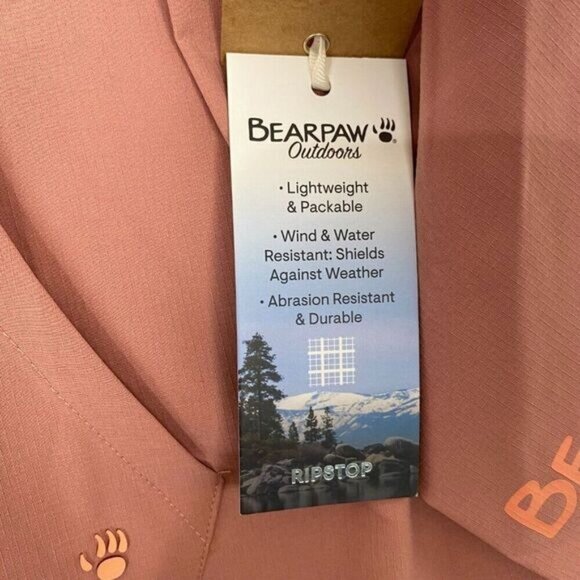 BEARPAW ®
Outdoors
• Lightweight
& Packable
• Wind & Water
Resistant: Shields
Against Weather
• Abrasion Resistant
& Durable
RIPSTOP
BE